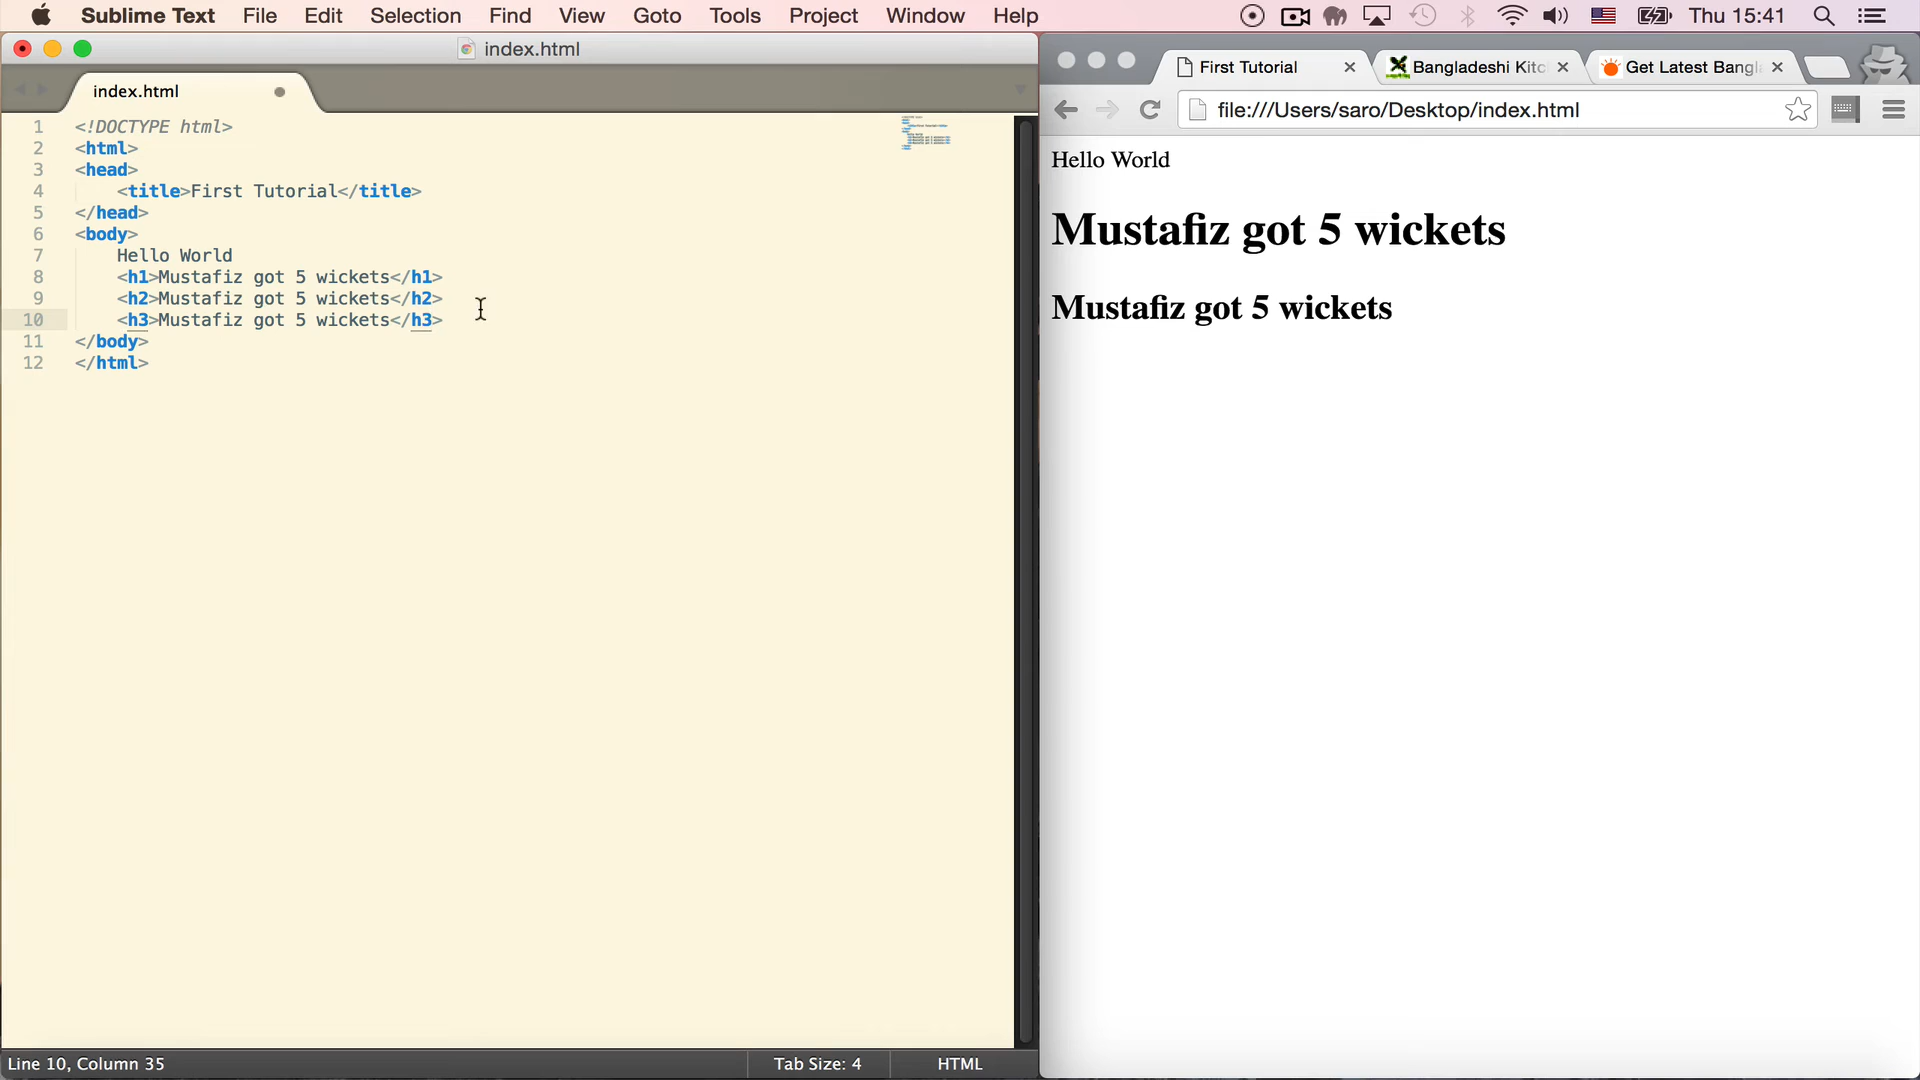 Sublime Text File Edit Selection Find View Goto Tools Project Window Help Thu 15:41
index.html
index.html
1 <!DOCTYPE html>
2 <html>
3 <head>
4 <title>First Tutorial</title>
5 </head>
6 <body>
7 Hello World
8 <h1>Mustafiz got 5 wickets</h1>
9 <h2>Mustafiz got 5 wickets</h2>
10 <h3>Mustafiz got 5 wickets</h3>
11 </body>
12 </html>
Line 10, Column 35 Tab Size: 4 HTML
First Tutorial Bangladeshi Kitc Get Latest Bangl
file:///Users/saro/Desktop/index.html
Hello World
Mustafiz got 5 wickets
Mustafiz got 5 wickets